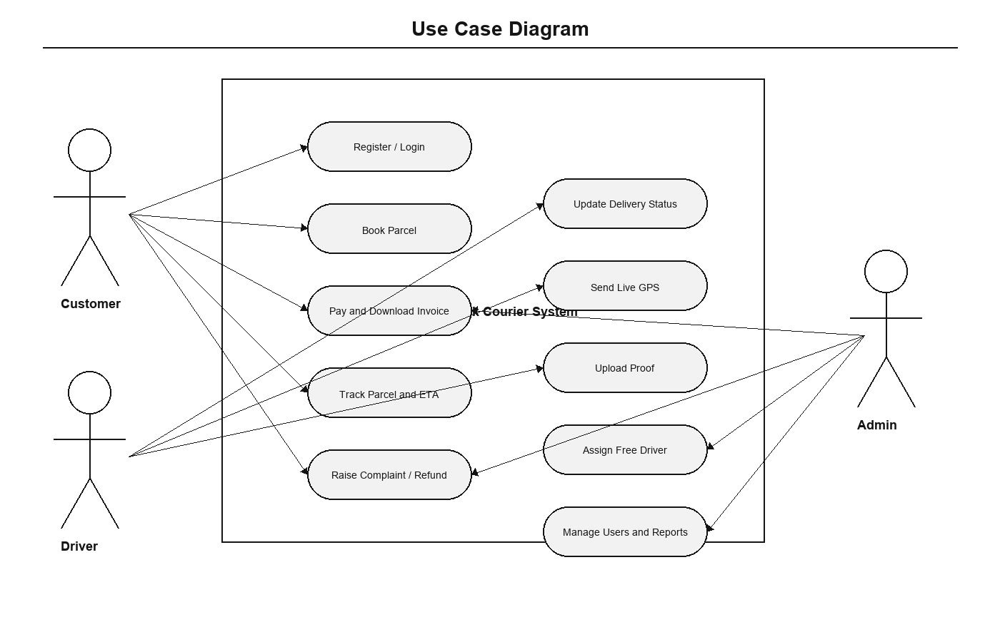 Use Case Diagram
Register / Login
Update Delivery Status
Book Parcel
Customer
Send Live GPS
Pay and Download Invoice
Courier System
Upload Proof
Track Parcel and ETA
Admin
Assign Free Driver
Raise Complaint / Refund
Manage Users and Reports
Driver